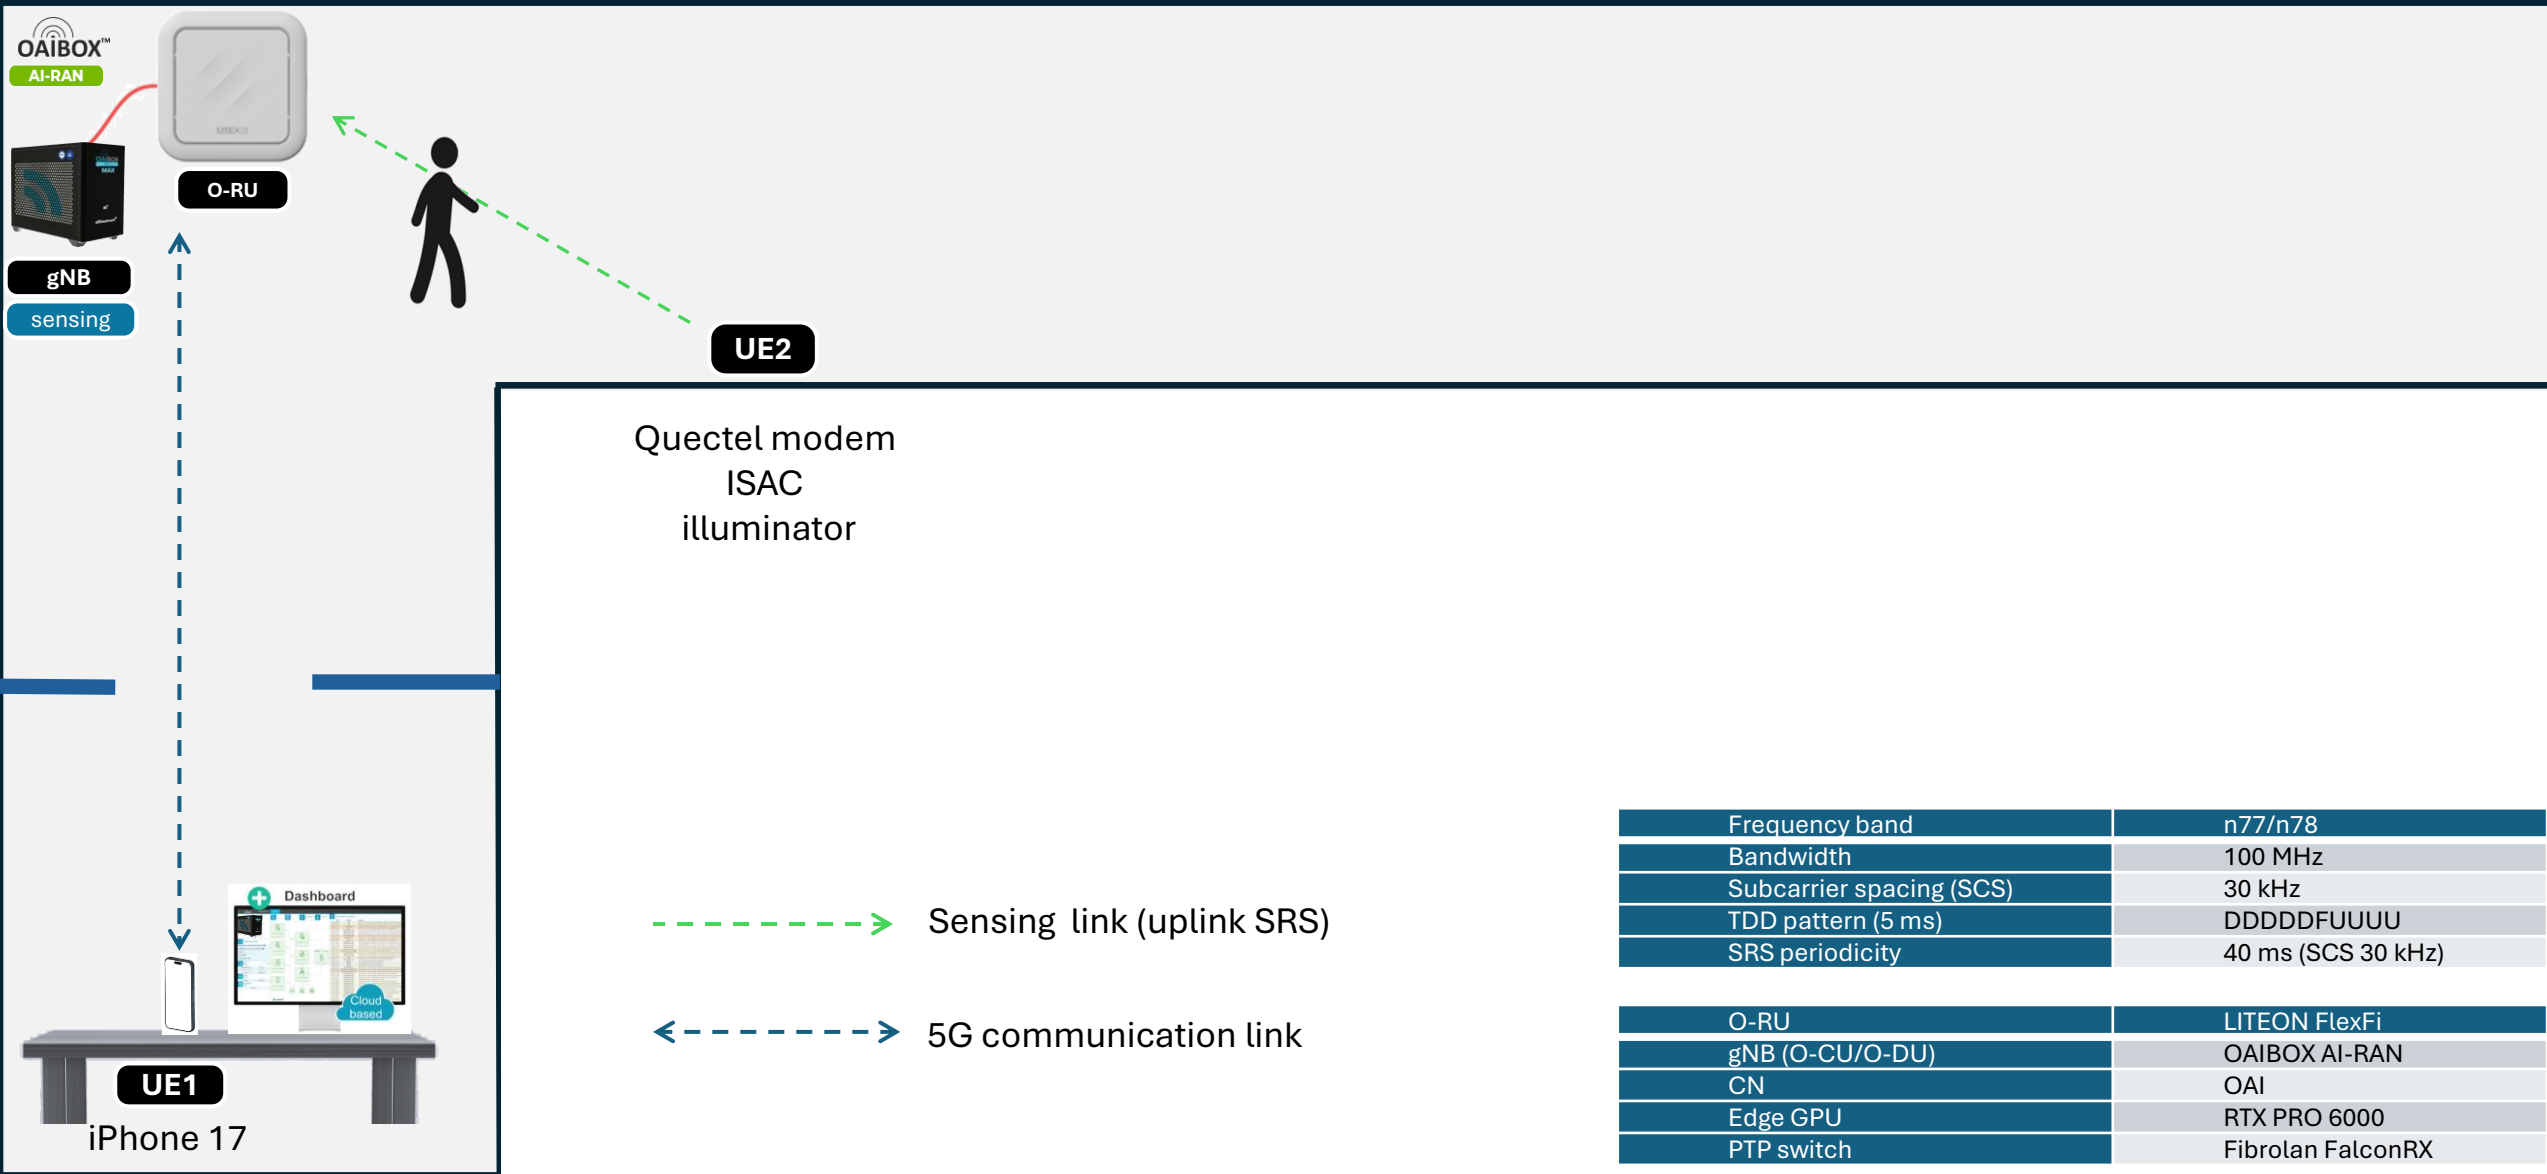 OAIBOX™
AI-RAN
LITEON
OAIBOX
MAX
O-RU
gNB
sensing
UE2
Quectel modem
ISAC
illuminator
Dashboard
Cloud
based
UE1
iPhone 17
Sensing link (uplink SRS)
5G communication link
Frequency band n77/n78
Bandwidth 100 MHz
Subcarrier spacing (SCS) 30 kHz
TDD pattern (5 ms) DDDDDFUUUU
SRS periodicity 40 ms (SCS 30 kHz)
O-RU LITEON FlexFi
gNB (O-CU/O-DU) OAIBOX AI-RAN
CN OAI
Edge GPU RTX PRO 6000
PTP switch Fibrolan FalconRX